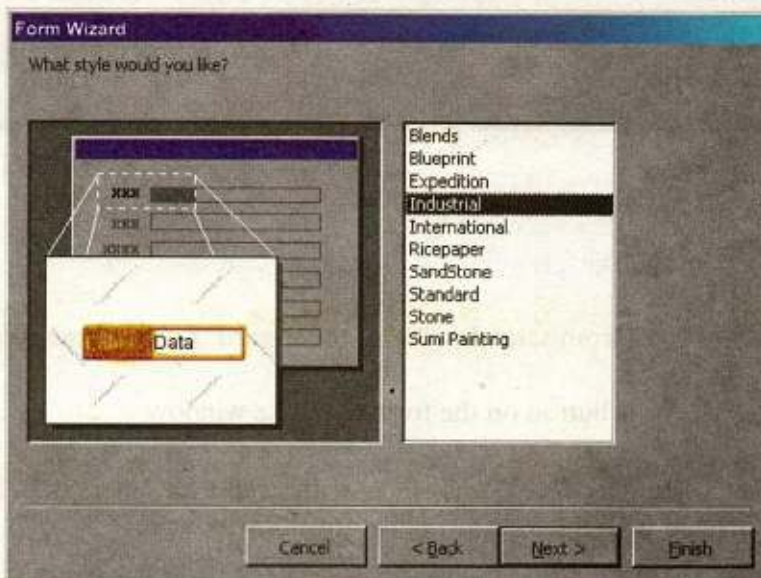 Form Wizard
What style would you like?
xxx
xxx
xxxx
Data
Blends
Blueprint
Expedition
Industrial
International
Ricepaper
SandStone
Standard
Stone
Sumi Painting
Cancel
< Back
Next >
Finish